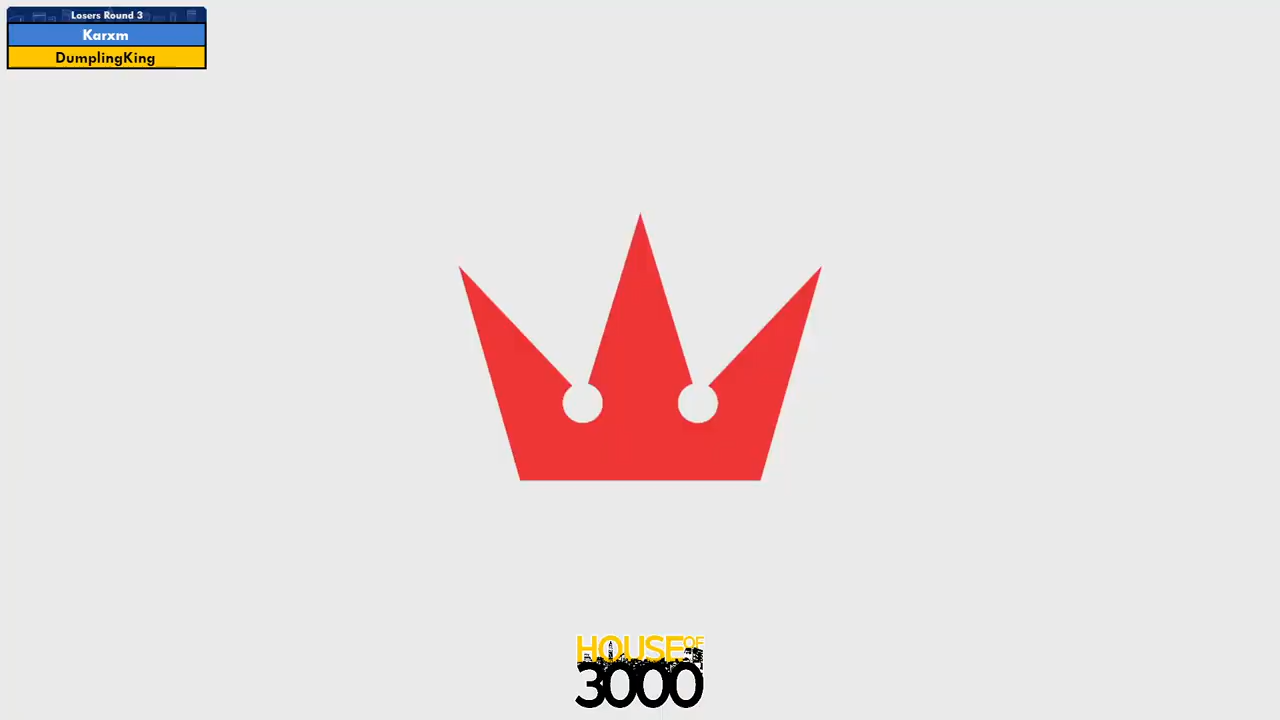 Losers Round 3
Karxm
DumplingKing
HOUSE OF
3000